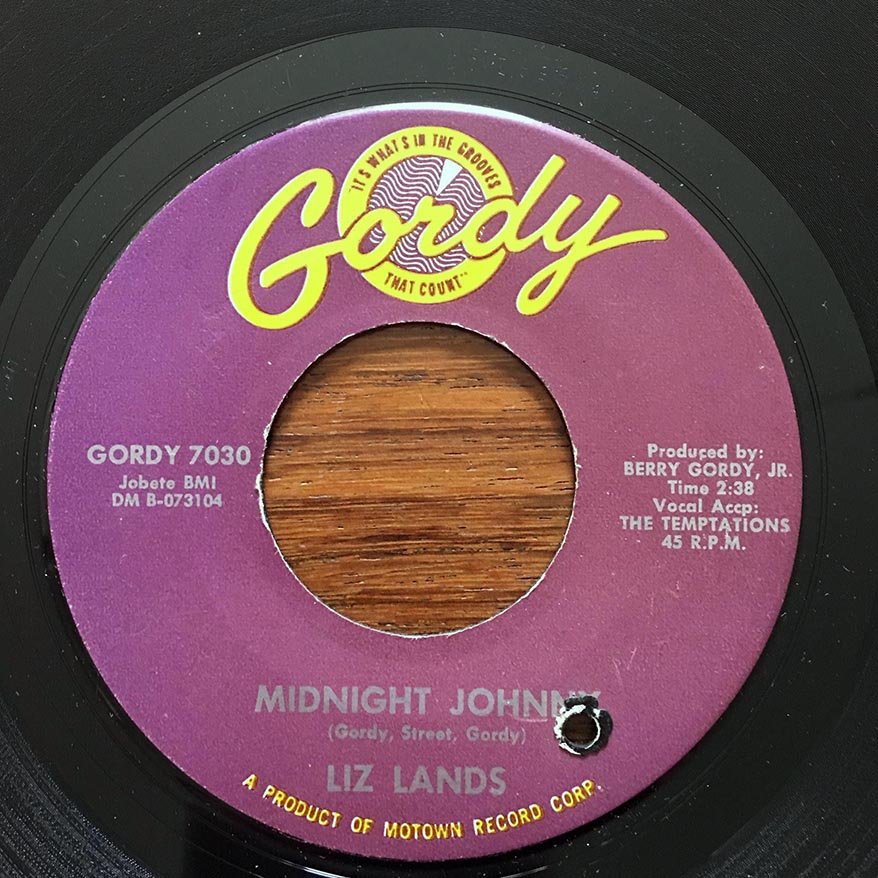 "IT'S WHAT'S IN THE GROOVES
Gordy
THAT COUNT"
GORDY 7030
Jobete BMI
DM B-073104
Produced by:
BERRY GORDY, JR.
Time 2:38
Vocal Accp:
THE TEMPTATIONS
45 R.P.M.
MIDNIGHT JOHNNY
(Gordy, Street, Gordy)
LIZ LANDS
A PRODUCT OF MOTOWN RECORD CORP.